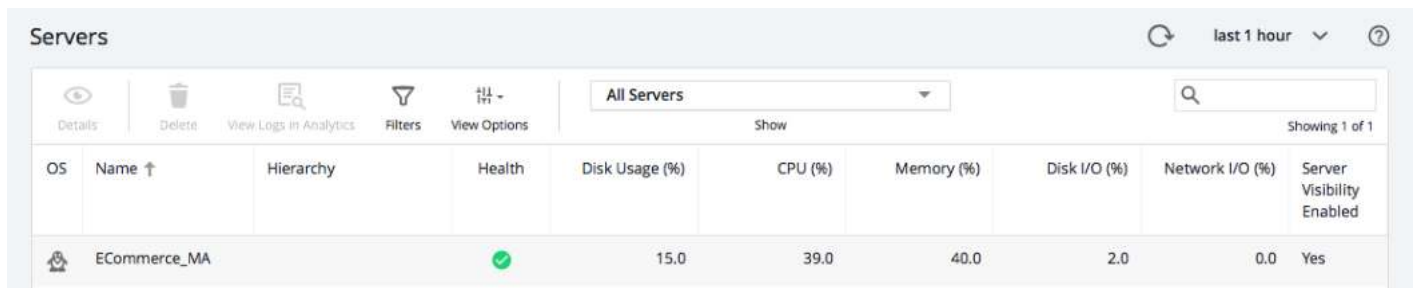 Servers
last 1 hour
Details
Delete
View Logs in Analytics
Filters
View Options
All Servers
Show
Showing 1 of 1
OS Name Hierarchy Health Disk Usage (%) CPU (%) Memory (%) Disk I/O (%) Network I/O (%) Server
Visibility
Enabled
ECommerce_MA 15.0 39.0 40.0 2.0 0.0 Yes